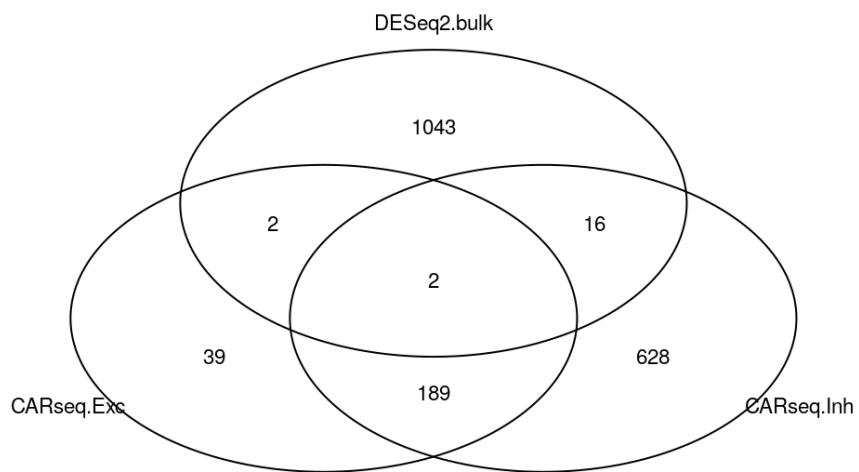 DESeq2.bulk
1043
2
16
2
39
628
189
CARseq.Exc
CARseq.Inh